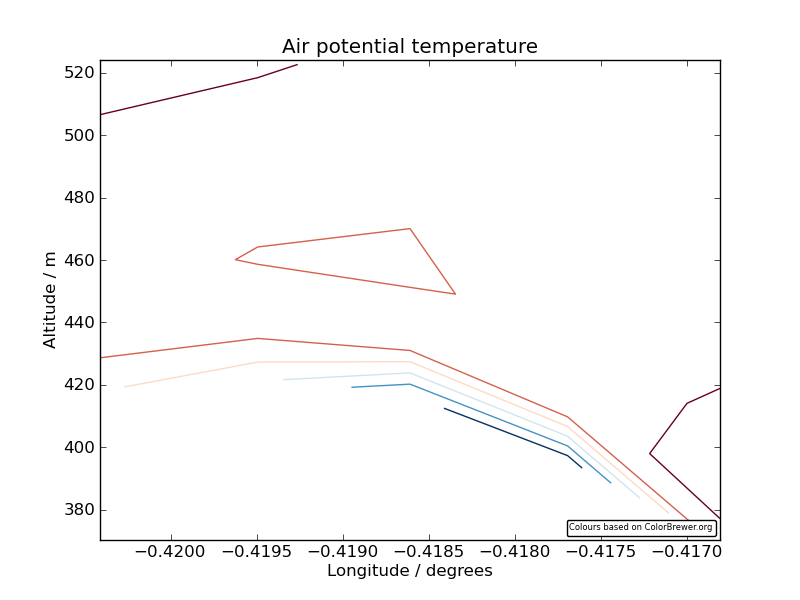 Air potential temperature
520
500
480
460
440
420
400
380
Altitude / m
Colours based on ColorBrewer.org
−0.4200 −0.4195 −0.4190 −0.4185 −0.4180 −0.4175 −0.4170
Longitude / degrees